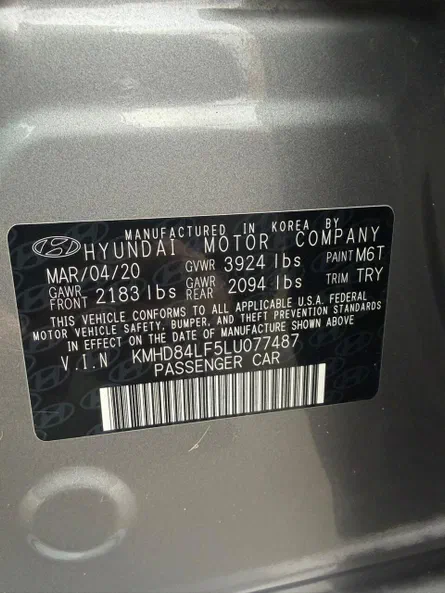 MANUFACTURED IN KOREA BY
HYUNDAI MOTOR COMPANY
MAR/04/20 GVWR 3924 lbs PAINT M6T
GAWR FRONT 2183 lbs GAWR REAR 2094 lbs TRIM TRY
THIS VEHICLE CONFORMS TO ALL APPLICABLE U.S.A. FEDERAL
MOTOR VEHICLE SAFETY, BUMPER, AND THEFT PREVENTION STANDARDS
IN EFFECT ON THE DATE OF MANUFACTURE SHOWN ABOVE
V.I.N KMHD84LF5LU077487
PASSENGER CAR